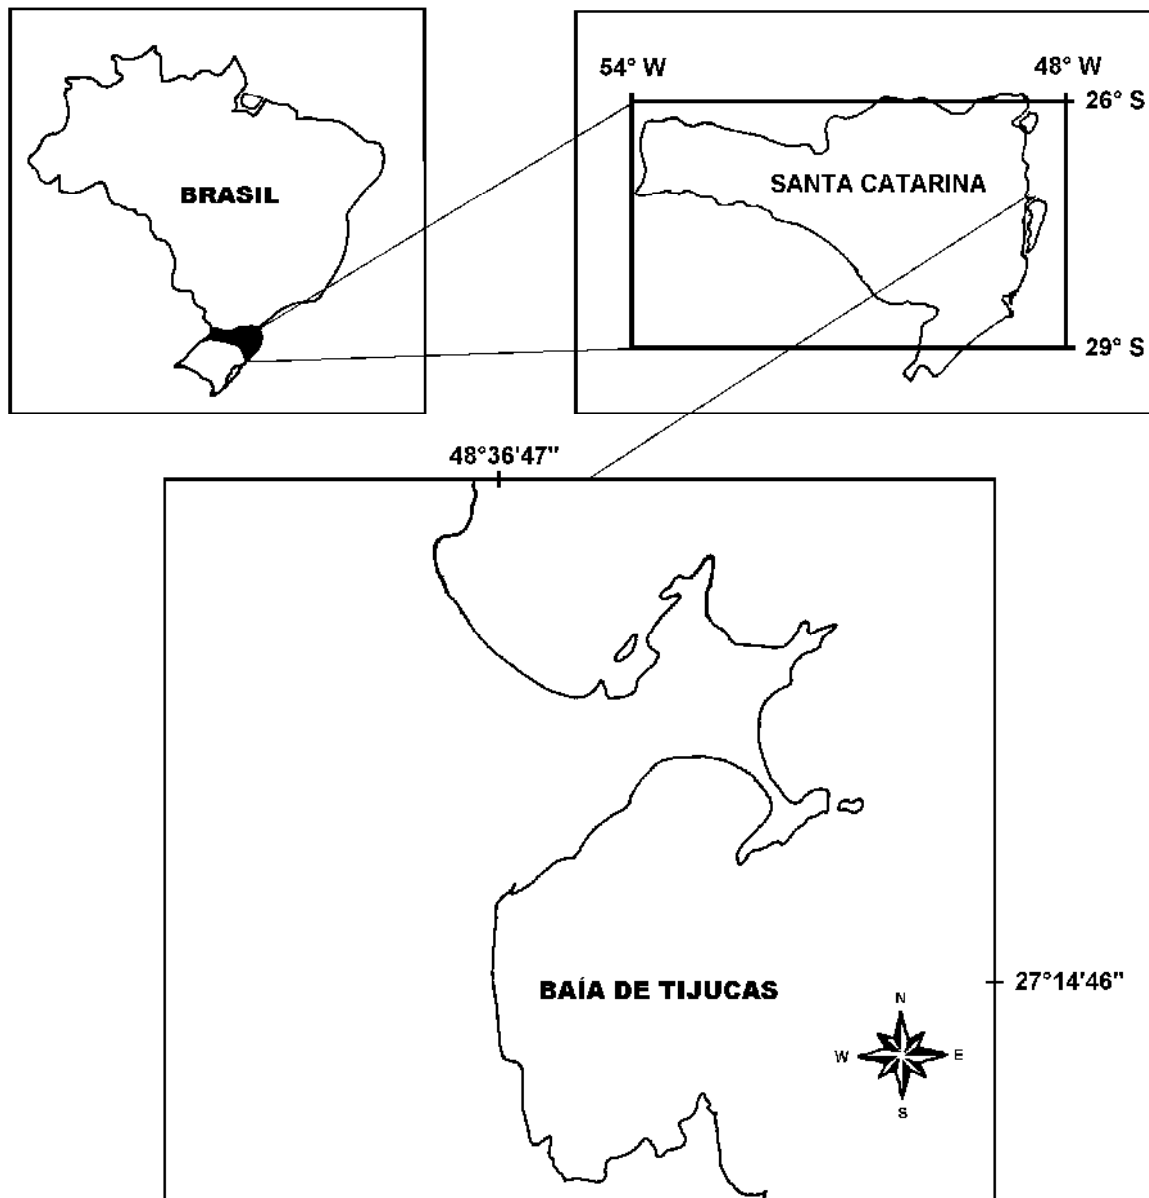 BRASIL
54° W
48° W
26° S
SANTA CATARINA
29° S
48°36'47"
BAÍA DE TIJUCAS
27°14'46"
N
W
E
S